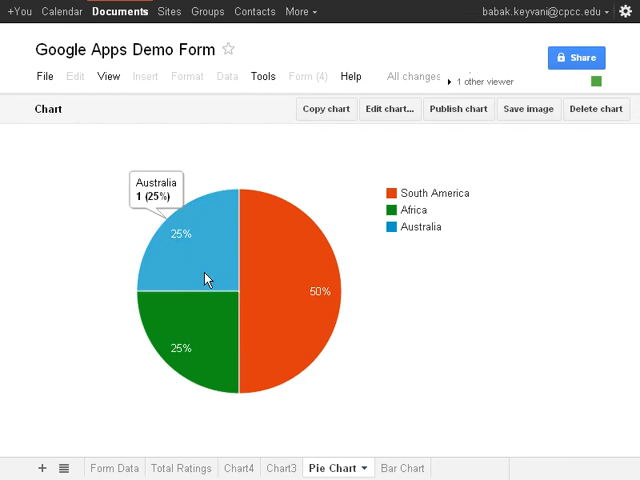 +You Calendar Documents Sites Groups Contacts More babak.keyvani@cpcc.edu
Google Apps Demo Form
Share
File Edit View Insert Format Data Tools Form (4) Help All changes 1 other viewer
Chart Copy chart Edit chart... Publish chart Save image Delete chart
Australia
1 (25%)
South America
Africa
Australia
25%
50%
25%
+ Form Data Total Ratings Chart4 Chart3 Pie Chart Bar Chart